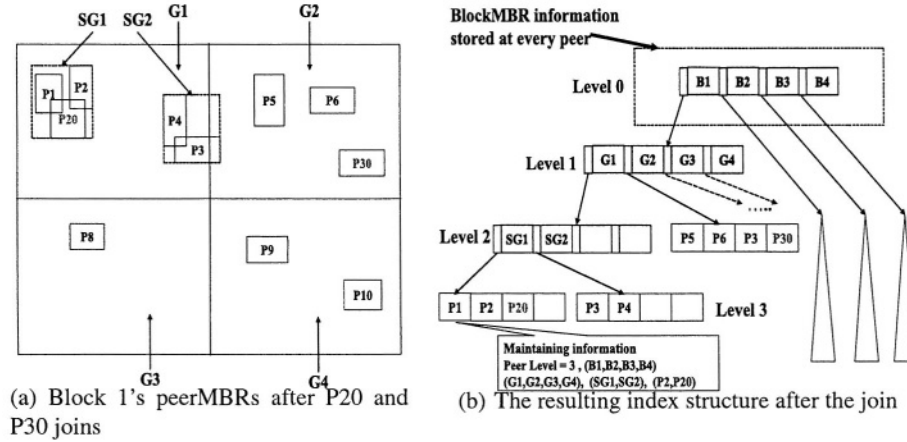 SG1 SG2 G1 G2
P1 P2 P20
P4 P3
P5 P6 P30
P8
P9 P10
G3 G4
(a) Block 1's peerMBRs after P20 and
P30 joins
BlockMBR information
stored at every peer
Level 0 B1 B2 B3 B4
Level 1 G1 G2 G3 G4
......
Level 2 SG1 SG2 P5 P6 P3 P30
P1 P2 P20 P3 P4 Level 3
Maintaining information
Peer Level = 3 , (B1,B2,B3,B4)
(G1,G2,G3,G4), (SG1,SG2), (P2,P20)
(b) The resulting index structure after the join